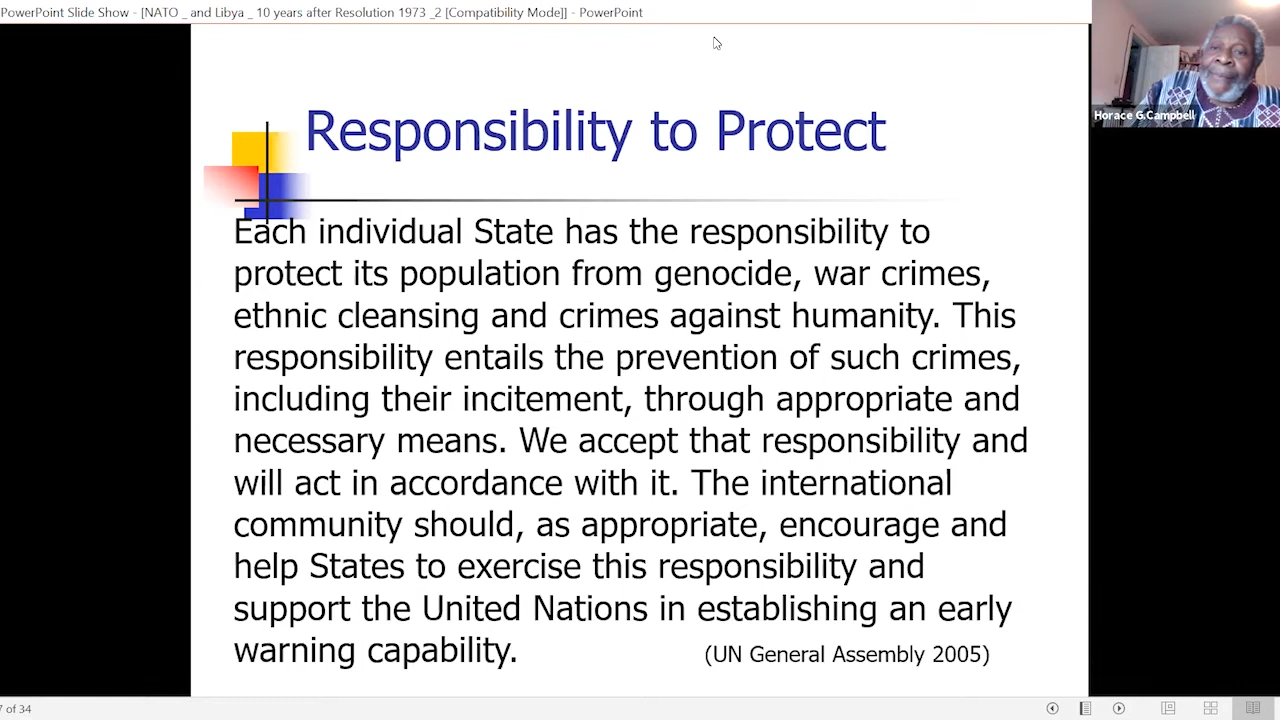 PowerPoint Slide Show - [NATO _ and Libya _ 10 years after Resolution 1973 _2 [Compatibility Mode]] - PowerPoint
Horace G.Campbell
Responsibility to Protect
Each individual State has the responsibility to
protect its population from genocide, war crimes,
ethnic cleansing and crimes against humanity. This
responsibility entails the prevention of such crimes,
including their incitement, through appropriate and
necessary means. We accept that responsibility and
will act in accordance with it. The international
community should, as appropriate, encourage and
help States to exercise this responsibility and
support the United Nations in establishing an early
warning capability. (UN General Assembly 2005)
7 of 34